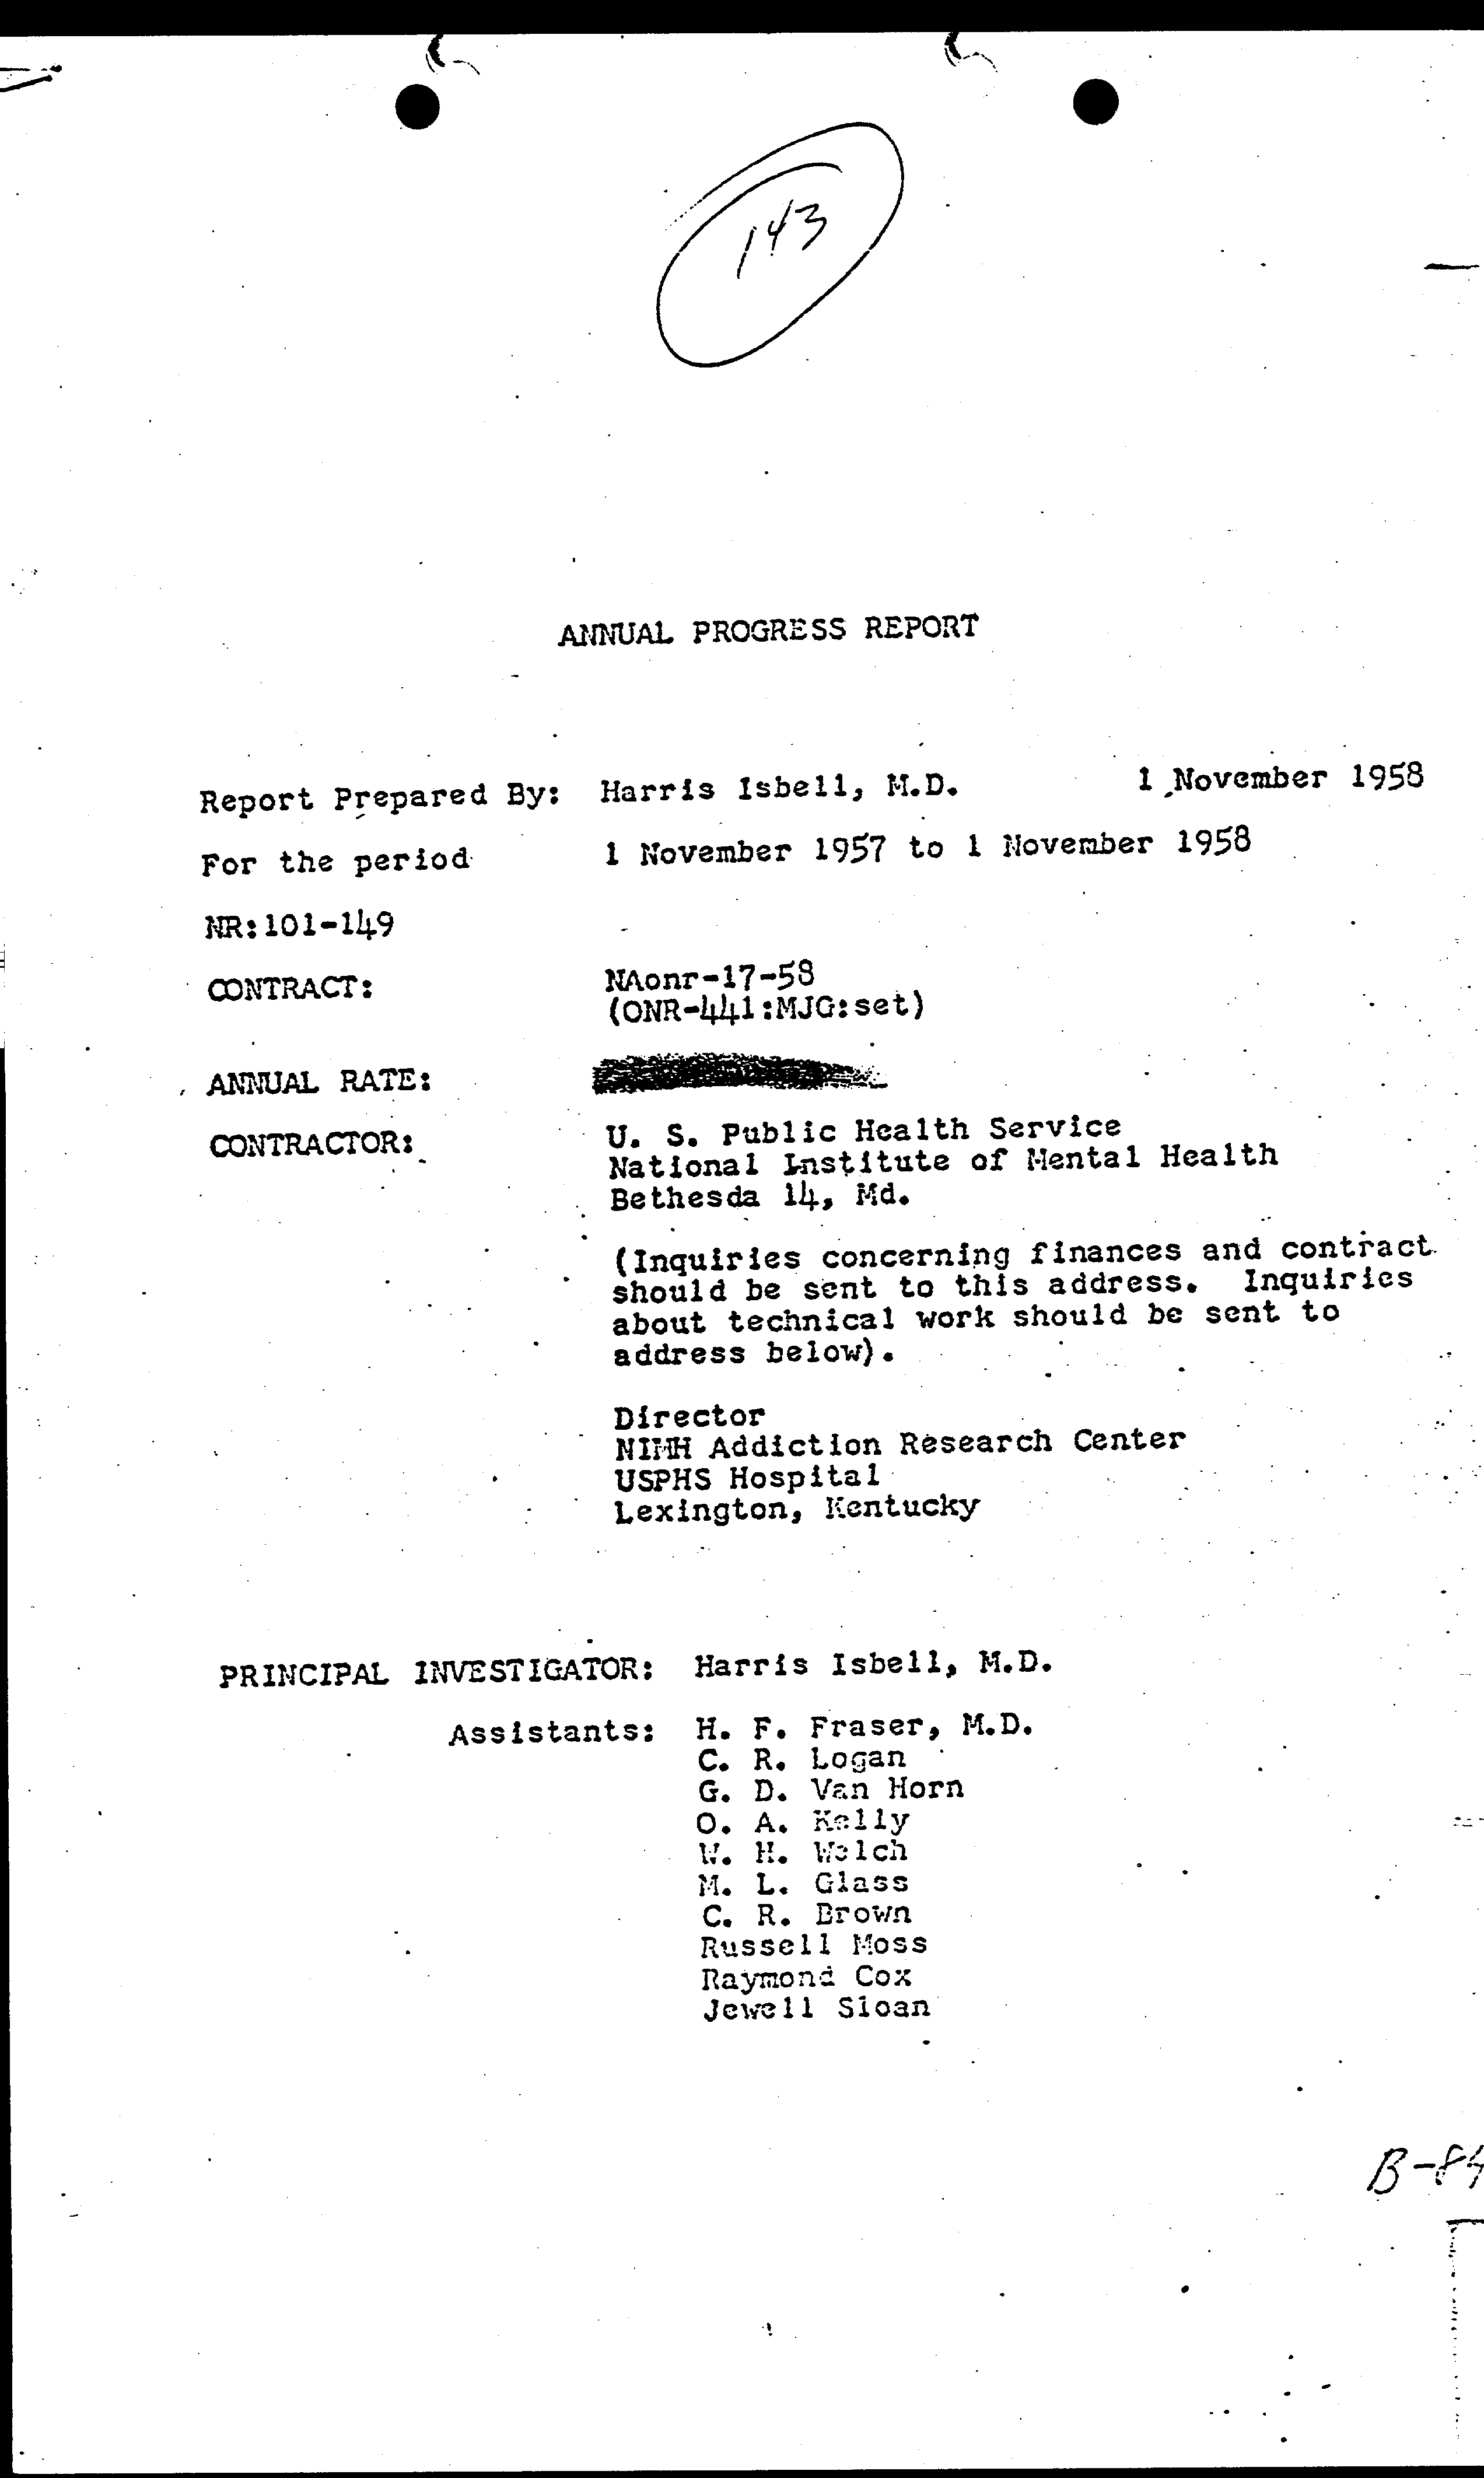 143
ANNUAL PROGRESS REPORT
Report Prepared By: Harris Isbell, M.D. 1 November 1958
For the period 1 November 1957 to 1 November 1958
NR:101-149
CONTRACT: NAonr-17-58
(ONR-441:MJG:set)
ANNUAL RATE:
CONTRACTOR: U. S. Public Health Service
National Institute of Mental Health
Bethesda 14, Md.
(Inquiries concerning finances and contract
should be sent to this address. Inquiries
about technical work should be sent to
address below).
Director
NIMH Addiction Research Center
USPHS Hospital
Lexington, Kentucky
PRINCIPAL INVESTIGATOR: Harris Isbell, M.D.
Assistants: H. F. Fraser, M.D.
C. R. Logan
G. D. Van Horn
O. A. Kelly
W. H. Welch
M. L. Glass
C. R. Brown
Russell Moss
Raymond Cox
Jewell Sloan